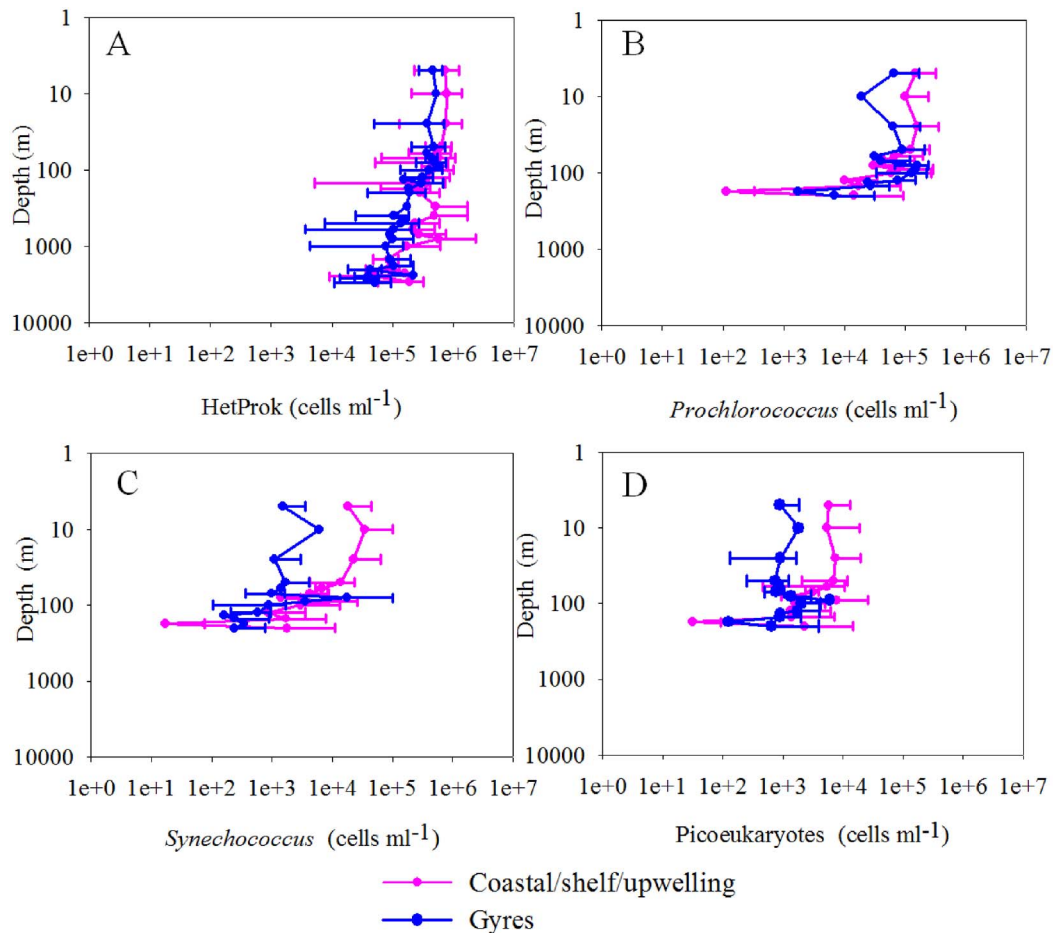 A
1
10
100
1000
10000
Depth (m)
1e+0 1e+1 1e+2 1e+3 1e+4 1e+5 1e+6 1e+7
HetProk (cells ml-1)
B
1
10
100
1000
10000
Depth (m)
1e+0 1e+1 1e+2 1e+3 1e+4 1e+5 1e+6 1e+7
Prochlorococcus (cells ml-1)
C
1
10
100
1000
10000
Depth (m)
1e+0 1e+1 1e+2 1e+3 1e+4 1e+5 1e+6 1e+7
Synechococcus (cells ml-1)
D
1
10
100
1000
10000
Depth (m)
1e+0 1e+1 1e+2 1e+3 1e+4 1e+5 1e+6 1e+7
Picoeukaryotes (cells ml-1)
Coastal/shelf/upwelling
Gyres